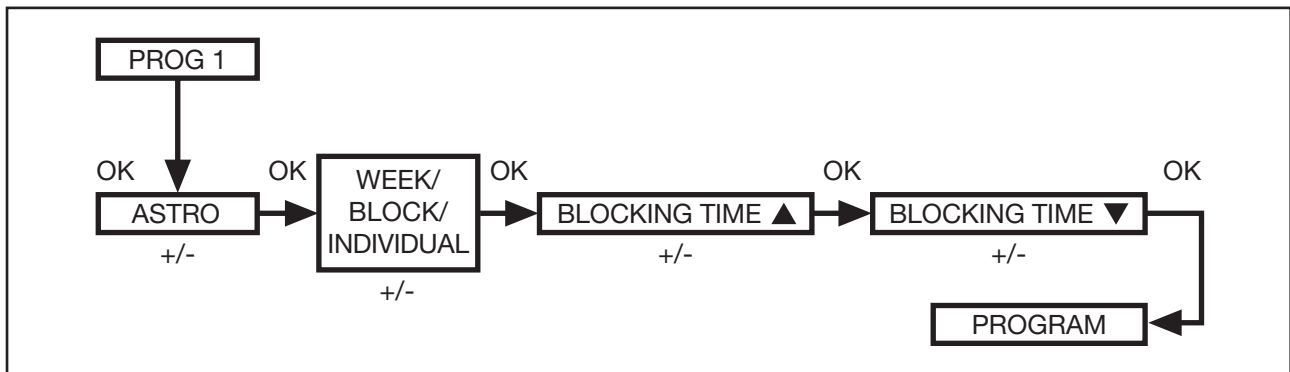 PROG 1
OK
OK
WEEK/
BLOCK/
INDIVIDUAL
OK
OK
OK
ASTRO
BLOCKING TIME ▲
BLOCKING TIME ▼
+/-
+/-
+/-
+/-
PROGRAM